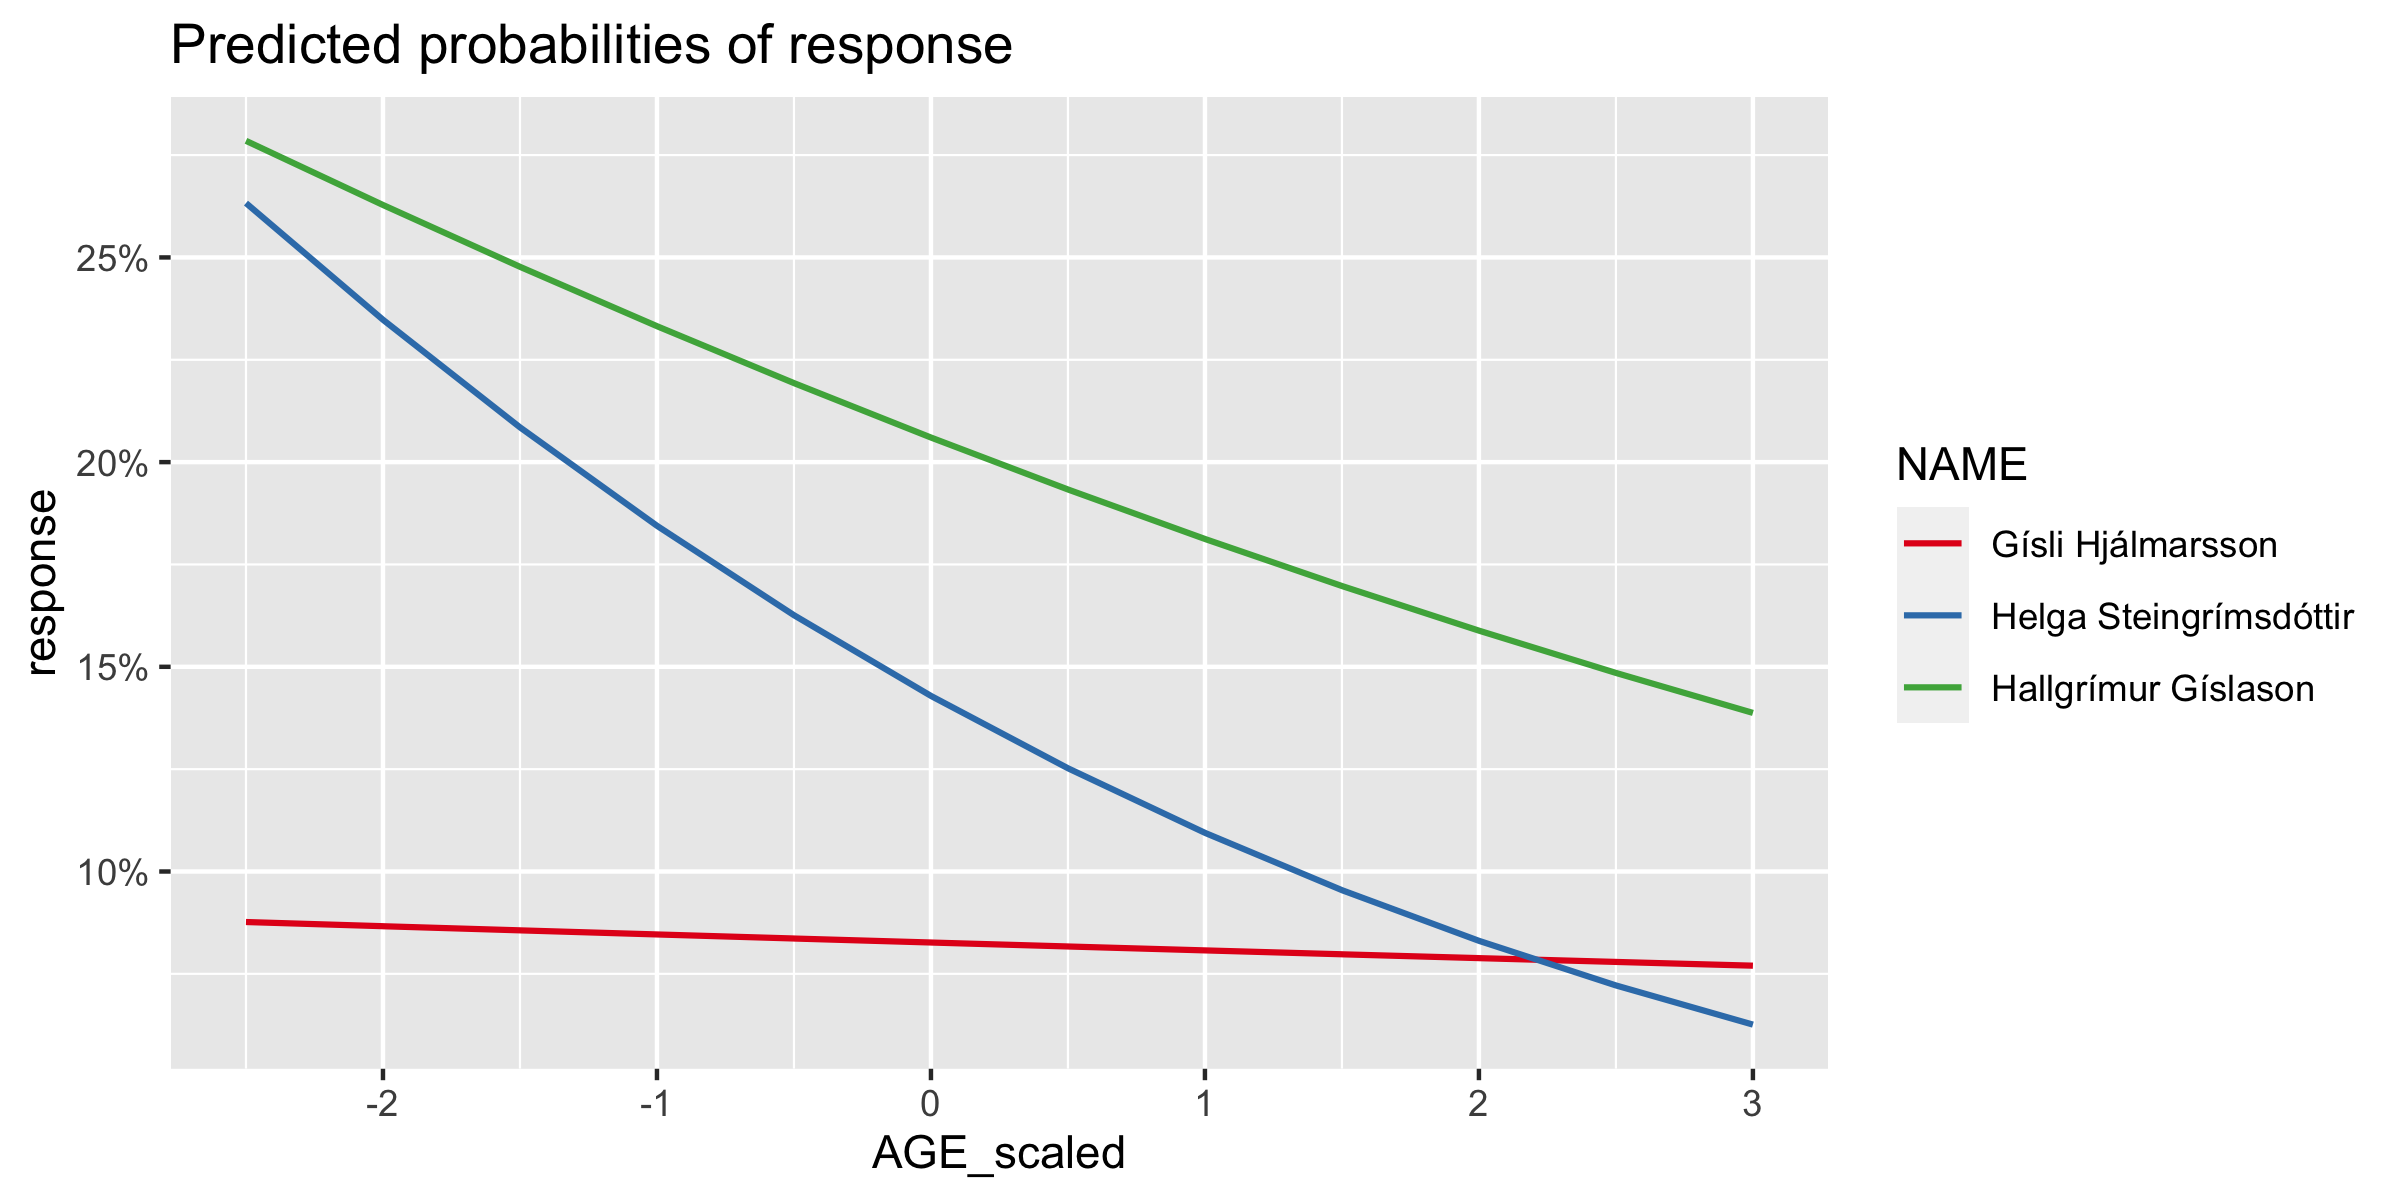 Predicted probabilities of response
response
25%
20%
15%
10%
-2 -1 0 1 2 3
AGE_scaled
NAME
Gísli Hjálmarsson
Helga Steingrímsdóttir
Hallgrímur Gíslason